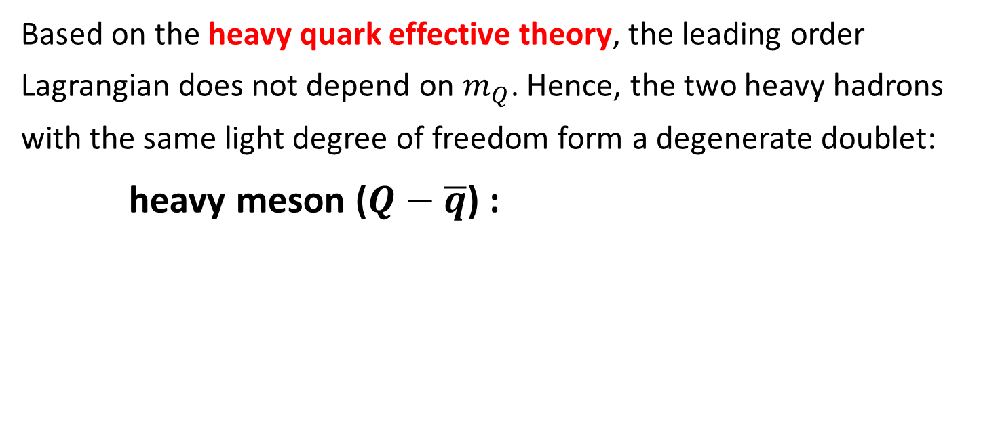 Based on the heavy quark effective theory, the leading order
Lagrangian does not depend on $m_Q$. Hence, the two heavy hadrons
with the same light degree of freedom form a degenerate doublet:
heavy meson ($Q - \overline{q}$) :